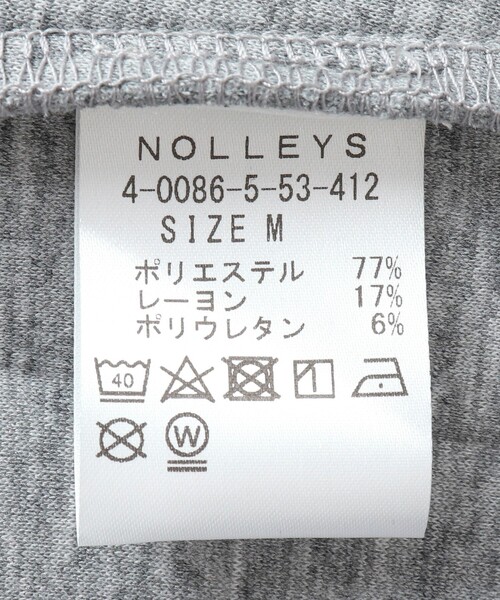 NOLLEYS
4-0086-5-53-412
SIZE M
ポリエステル 77%
レーヨン 17%
ポリウレタン 6%
40
W